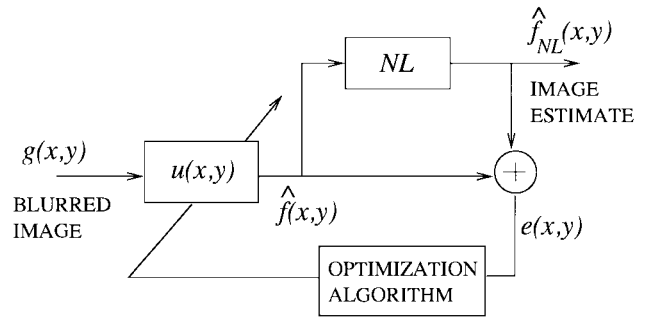 f̂_NL(x,y)
NL
IMAGE
ESTIMATE
g(x,y)
u(x,y)
+
BLURRED
IMAGE
f̂(x,y)
e(x,y)
OPTIMIZATION
ALGORITHM